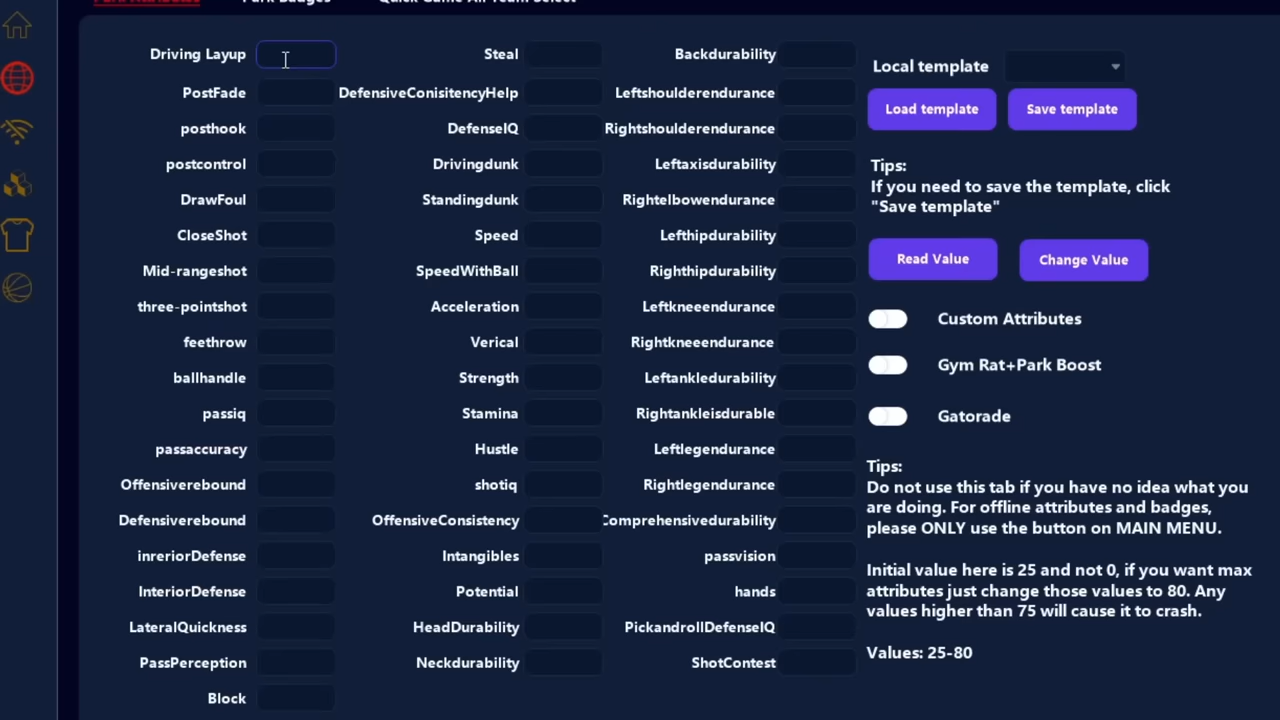 Park Badges
Quick Game All Team Select
Driving Layup
PostFade
posthook
postcontrol
DrawFoul
CloseShot
Mid-rangeshot
three-pointshot
feethrow
ballhandle
passiq
passaccuracy
Offensiverebound
Defensiverebound
inreriorDefense
InteriorDefense
LateralQuickness
PassPerception
Block
Steal
DefensiveConisitencyHelp
DefenseIQ
Drivingdunk
Standingdunk
Speed
SpeedWithBall
Acceleration
Verical
Strength
Stamina
Hustle
shotiq
OffensiveConsistency
Intangibles
Potential
HeadDurability
Neckdurability
Backdurability
Leftshoulderendurance
Rightshoulderendurance
Leftaxisdurability
Rightelbowendurance
Lefthipdurability
Righthipdurability
Leftkneeendurance
Rightkneeendurance
Leftankledurability
Rightankleisdurable
Leftlegendurance
Rightlegendurance
Comprehensivedurability
passvision
hands
PickandrollDefenseIQ
ShotContest
Local template
Load template
Save template
Tips:
If you need to save the template, click
"Save template"
Read Value
Change Value
Custom Attributes
Gym Rat+Park Boost
Gatorade
Tips:
Do not use this tab if you have no idea what you
are doing. For offline attributes and badges,
please ONLY use the button on MAIN MENU.
Initial value here is 25 and not 0, if you want max
attributes just change those values to 80. Any
values higher than 75 will cause it to crash.
Values: 25-80